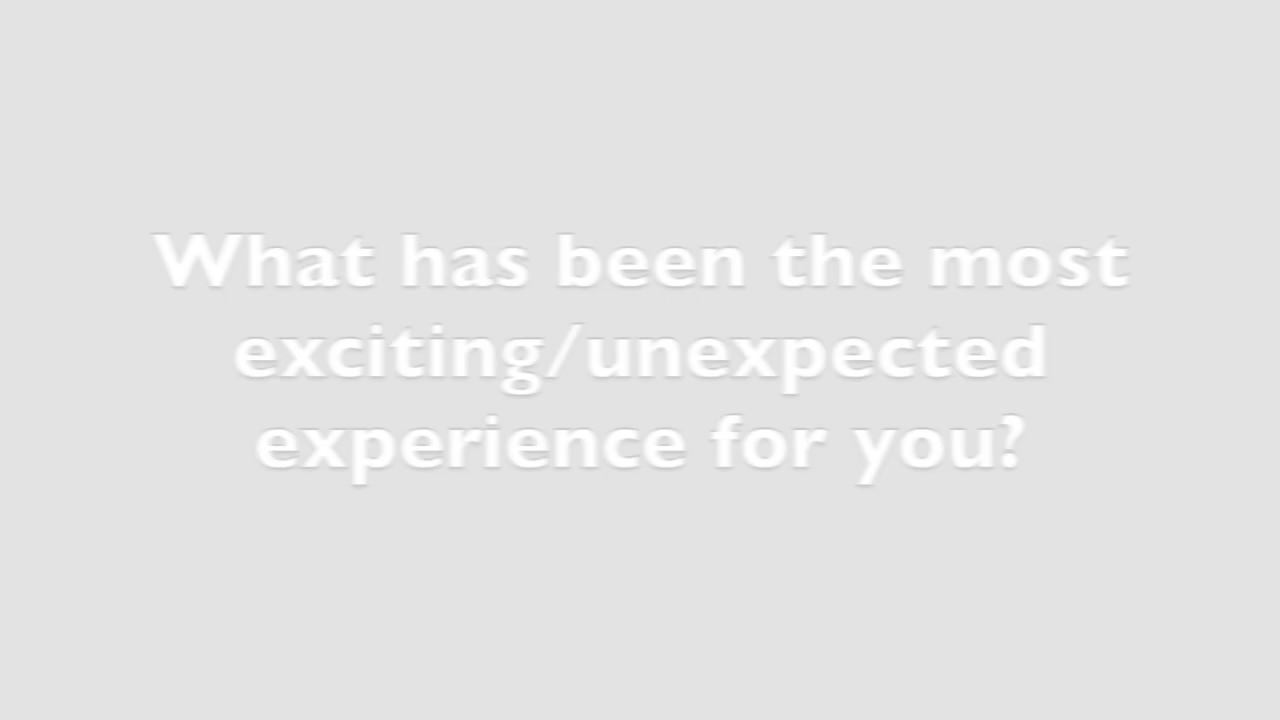 What has been the most
exciting/unexpected
experience for you?